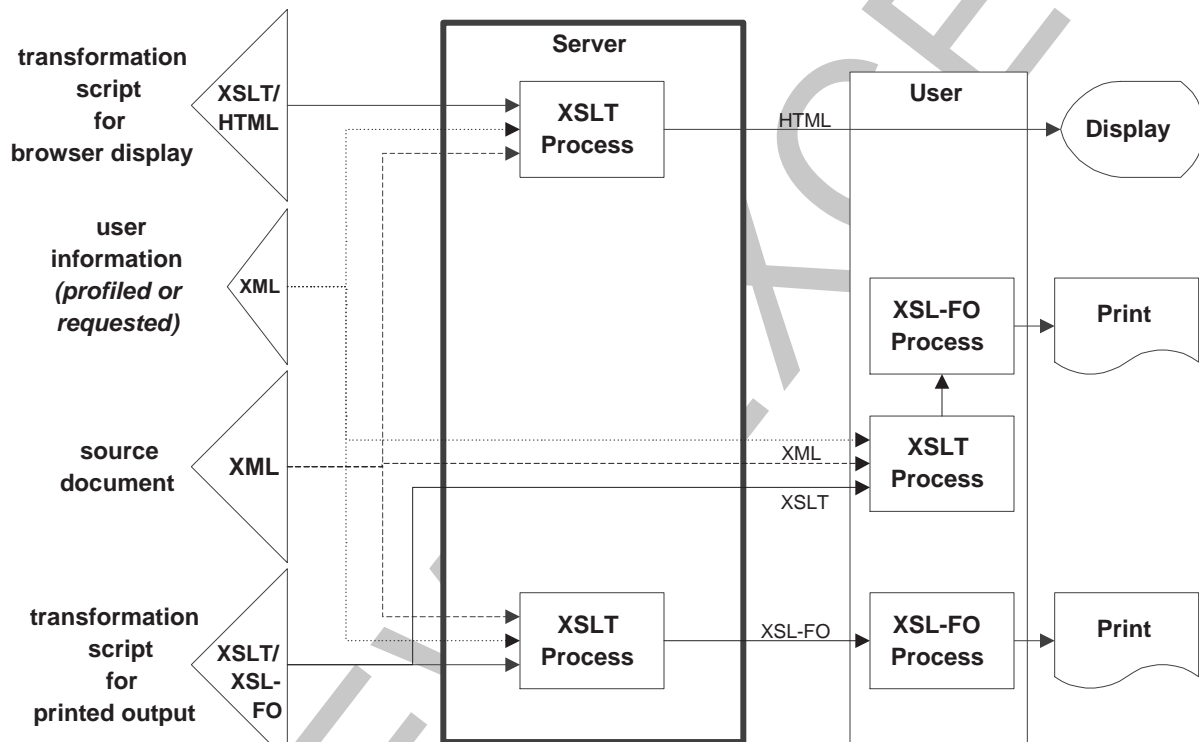 transformation
script
for
browser display
XSLT/
HTML
user
information
(profiled or
requested)
XML
source
document
XML
transformation
script
for
printed output
XSLT/
XSL-
FO
Server
XSLT
Process
XSLT
Process
HTML
XML
XSLT
XSL-FO
User
XSL-FO
Process
XSLT
Process
XSL-FO
Process
Display
Print
Print